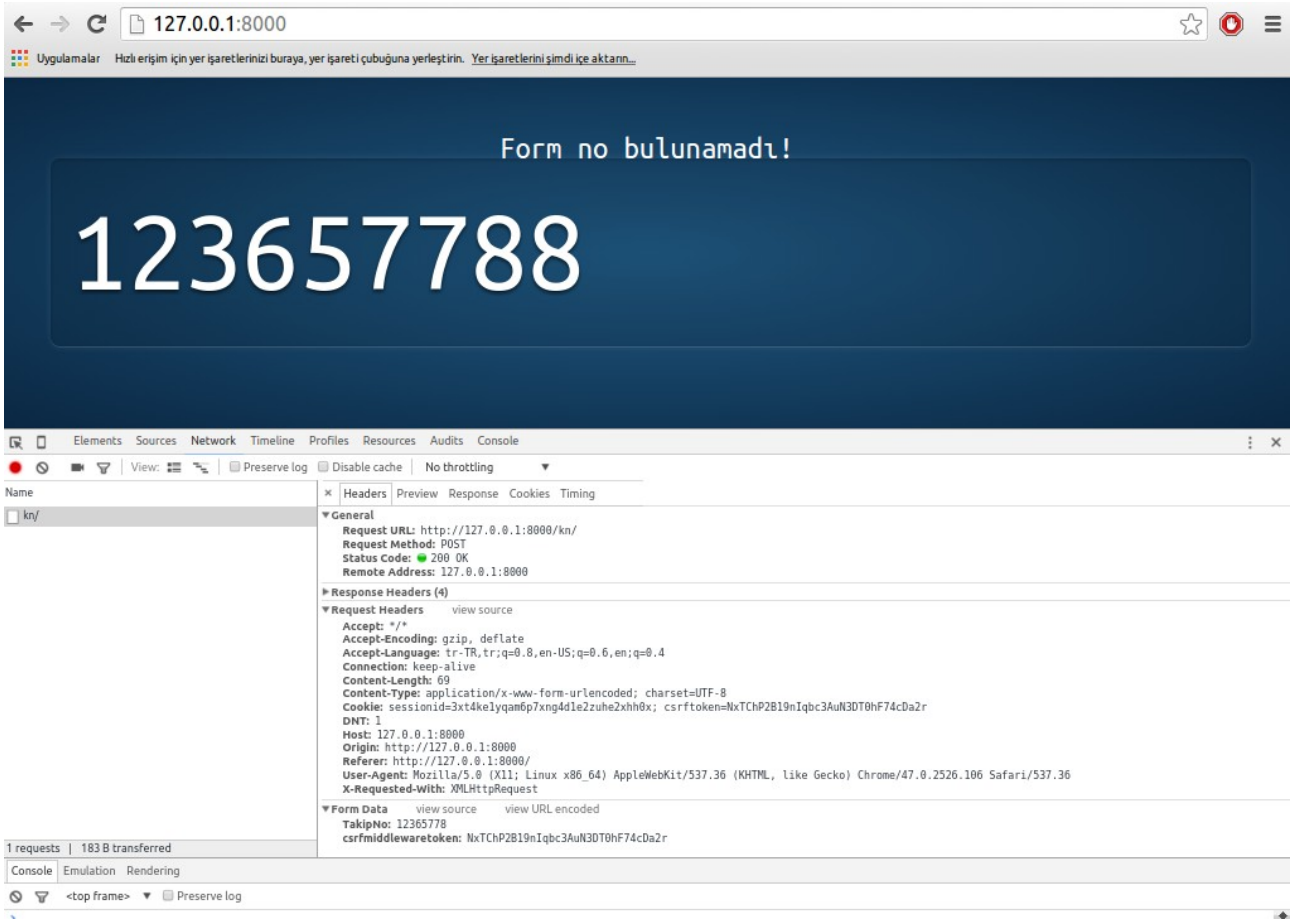 127.0.0.1:8000
Uygulamalar Hızlı erişim için yer işaretlerinizi buraya, yer işareti çubuğuna yerleştirin. Yer işaretlerini şimdi içe aktarın...
Form no bulunamadı!
123657788
Elements Sources Network Timeline Profiles Resources Audits Console
View: Preserve log Disable cache No throttling
Name
× Headers Preview Response Cookies Timing
kn/
General
Request URL: http://127.0.0.1:8000/kn/
Request Method: POST
Status Code: 200 OK
Remote Address: 127.0.0.1:8000
Response Headers (4)
Request Headers view source
Accept: */*
Accept-Encoding: gzip, deflate
Accept-Language: tr-TR,tr;q=0.8,en-US;q=0.6,en;q=0.4
Connection: keep-alive
Content-Length: 69
Content-Type: application/x-www-form-urlencoded; charset=UTF-8
Cookie: sessionid=3xt4ke1yqam6p7xng4d1e2zuhe2xhh0x; csrftoken=NxTChP2B19nIqbc3AuN3DT0hF74cDa2r
DNT: 1
Host: 127.0.0.1:8000
Origin: http://127.0.0.1:8000
Referer: http://127.0.0.1:8000/
User-Agent: Mozilla/5.0 (X11; Linux x86_64) AppleWebKit/537.36 (KHTML, like Gecko) Chrome/47.0.2526.106 Safari/537.36
X-Requested-With: XMLHttpRequest
Form Data view source view URL encoded
TakipNo: 12365778
csrfmiddlewaretoken: NxTChP2B19nIqbc3AuN3DT0hF74cDa2r
1 requests | 183 B transferred
Console Emulation Rendering
<top frame> Preserve log